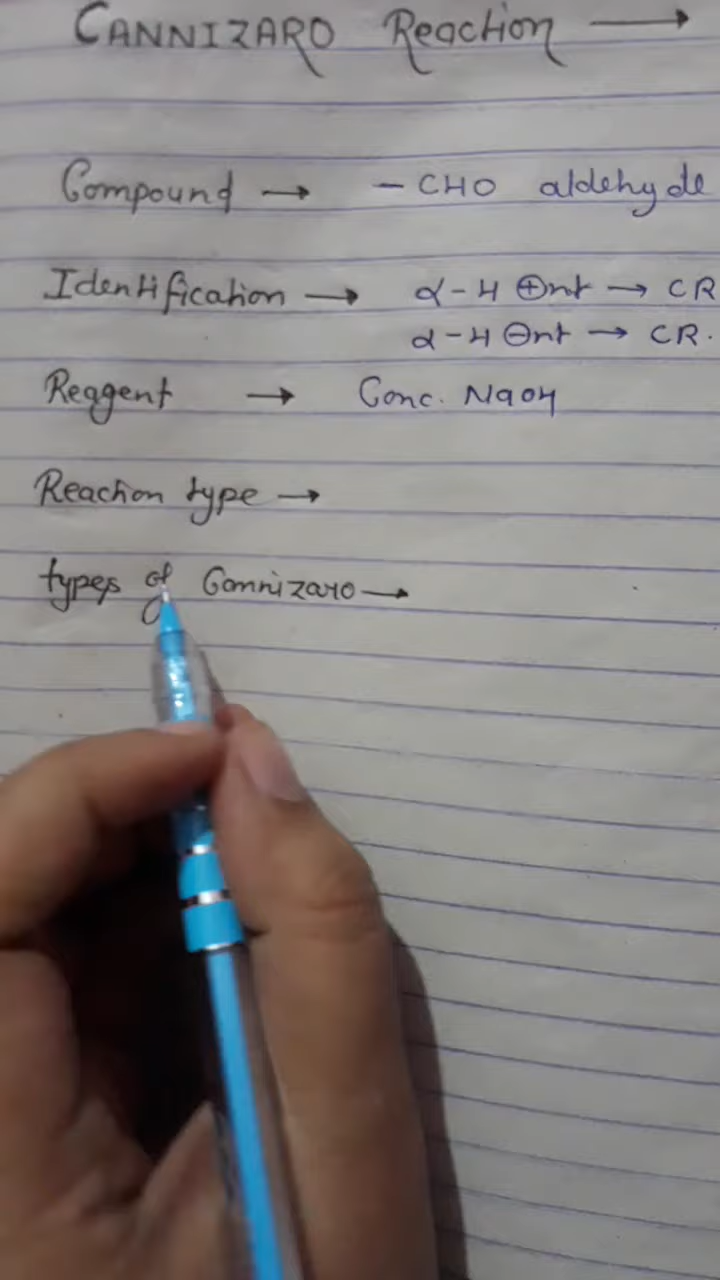 CANNIZARO Reaction →
Compound → - CHO aldehyde
Identification → α-H ⊕nt → CR
α-H ⊖nt → CR.
Reagent → Conc. NaOH
Reaction type →
types of Cannizaro →